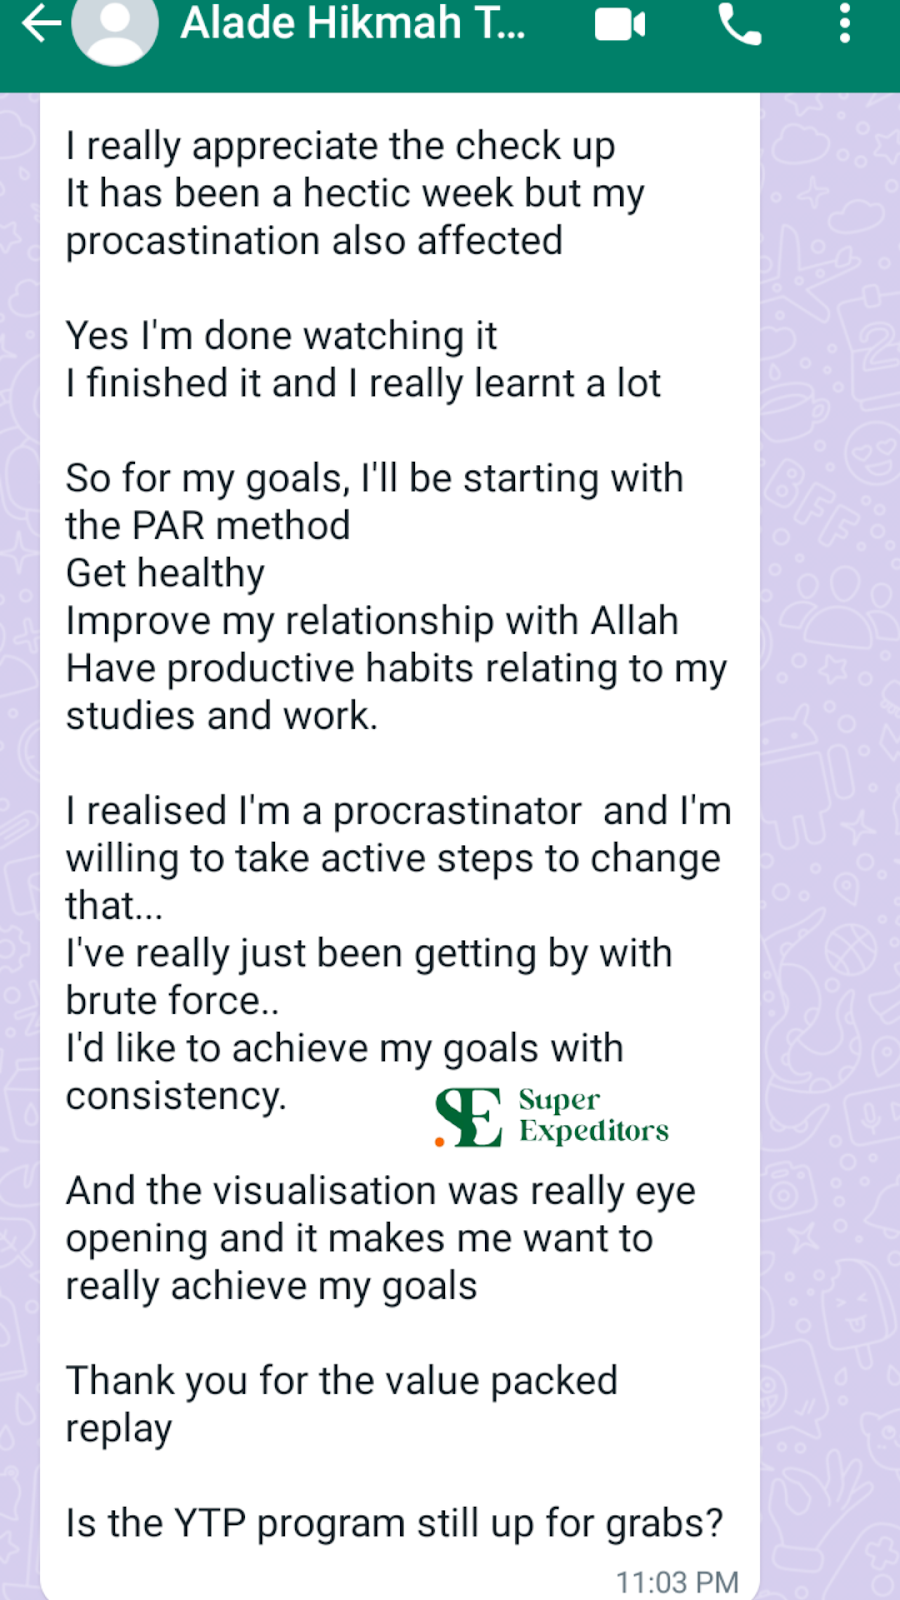 Alade Hikmah T...
I really appreciate the check up
It has been a hectic week but my
procastination also affected
Yes I'm done watching it
I finished it and I really learnt a lot
So for my goals, I'll be starting with
the PAR method
Get healthy
Improve my relationship with Allah
Have productive habits relating to my
studies and work.
I realised I'm a procrastinator  and I'm
willing to take active steps to change
that...
I've really just been getting by with
brute force..
I'd like to achieve my goals with
consistency.
SE Super
Expeditors
And the visualisation was really eye
opening and it makes me want to
really achieve my goals
Thank you for the value packed
replay
Is the YTP program still up for grabs?
11:03 PM